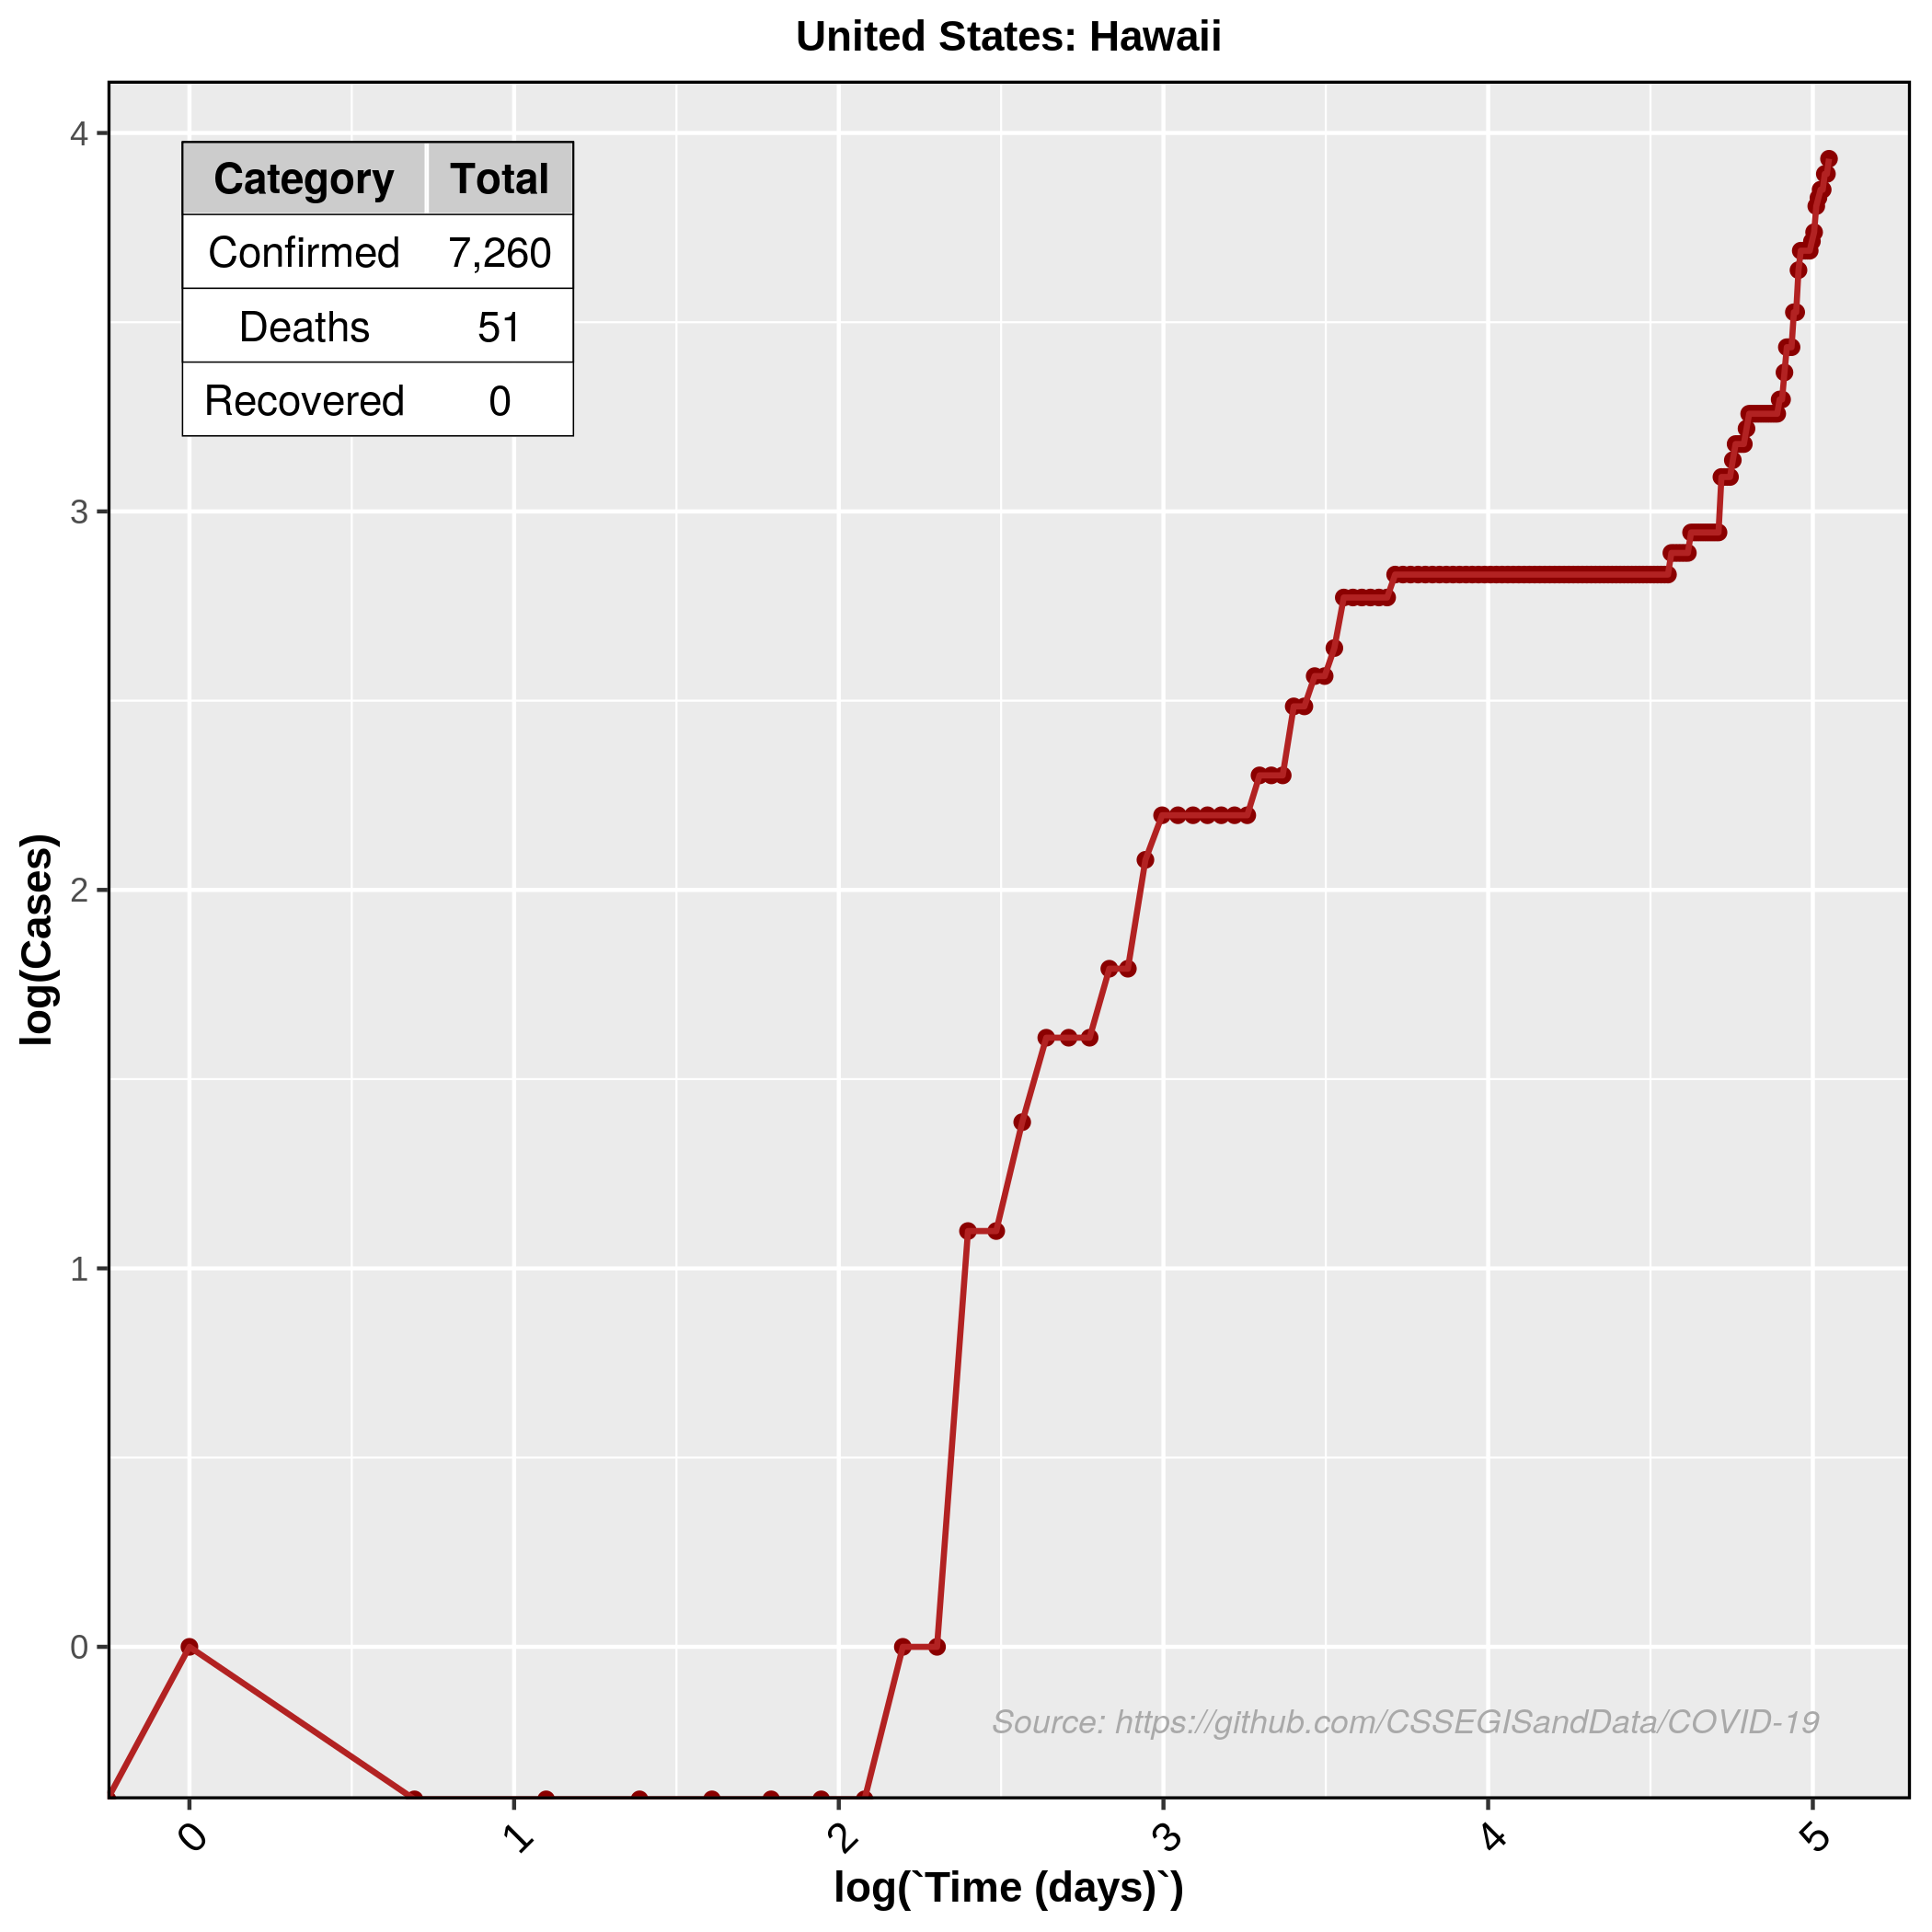 United States: Hawaii
4
3
2
1
0
log(Cases)
Category Total
Confirmed 7,260
Deaths 51
Recovered 0
Source: https://github.com/CSSEGISandData/COVID-19
0 1 2 3 4 5
log(`Time (days)`)